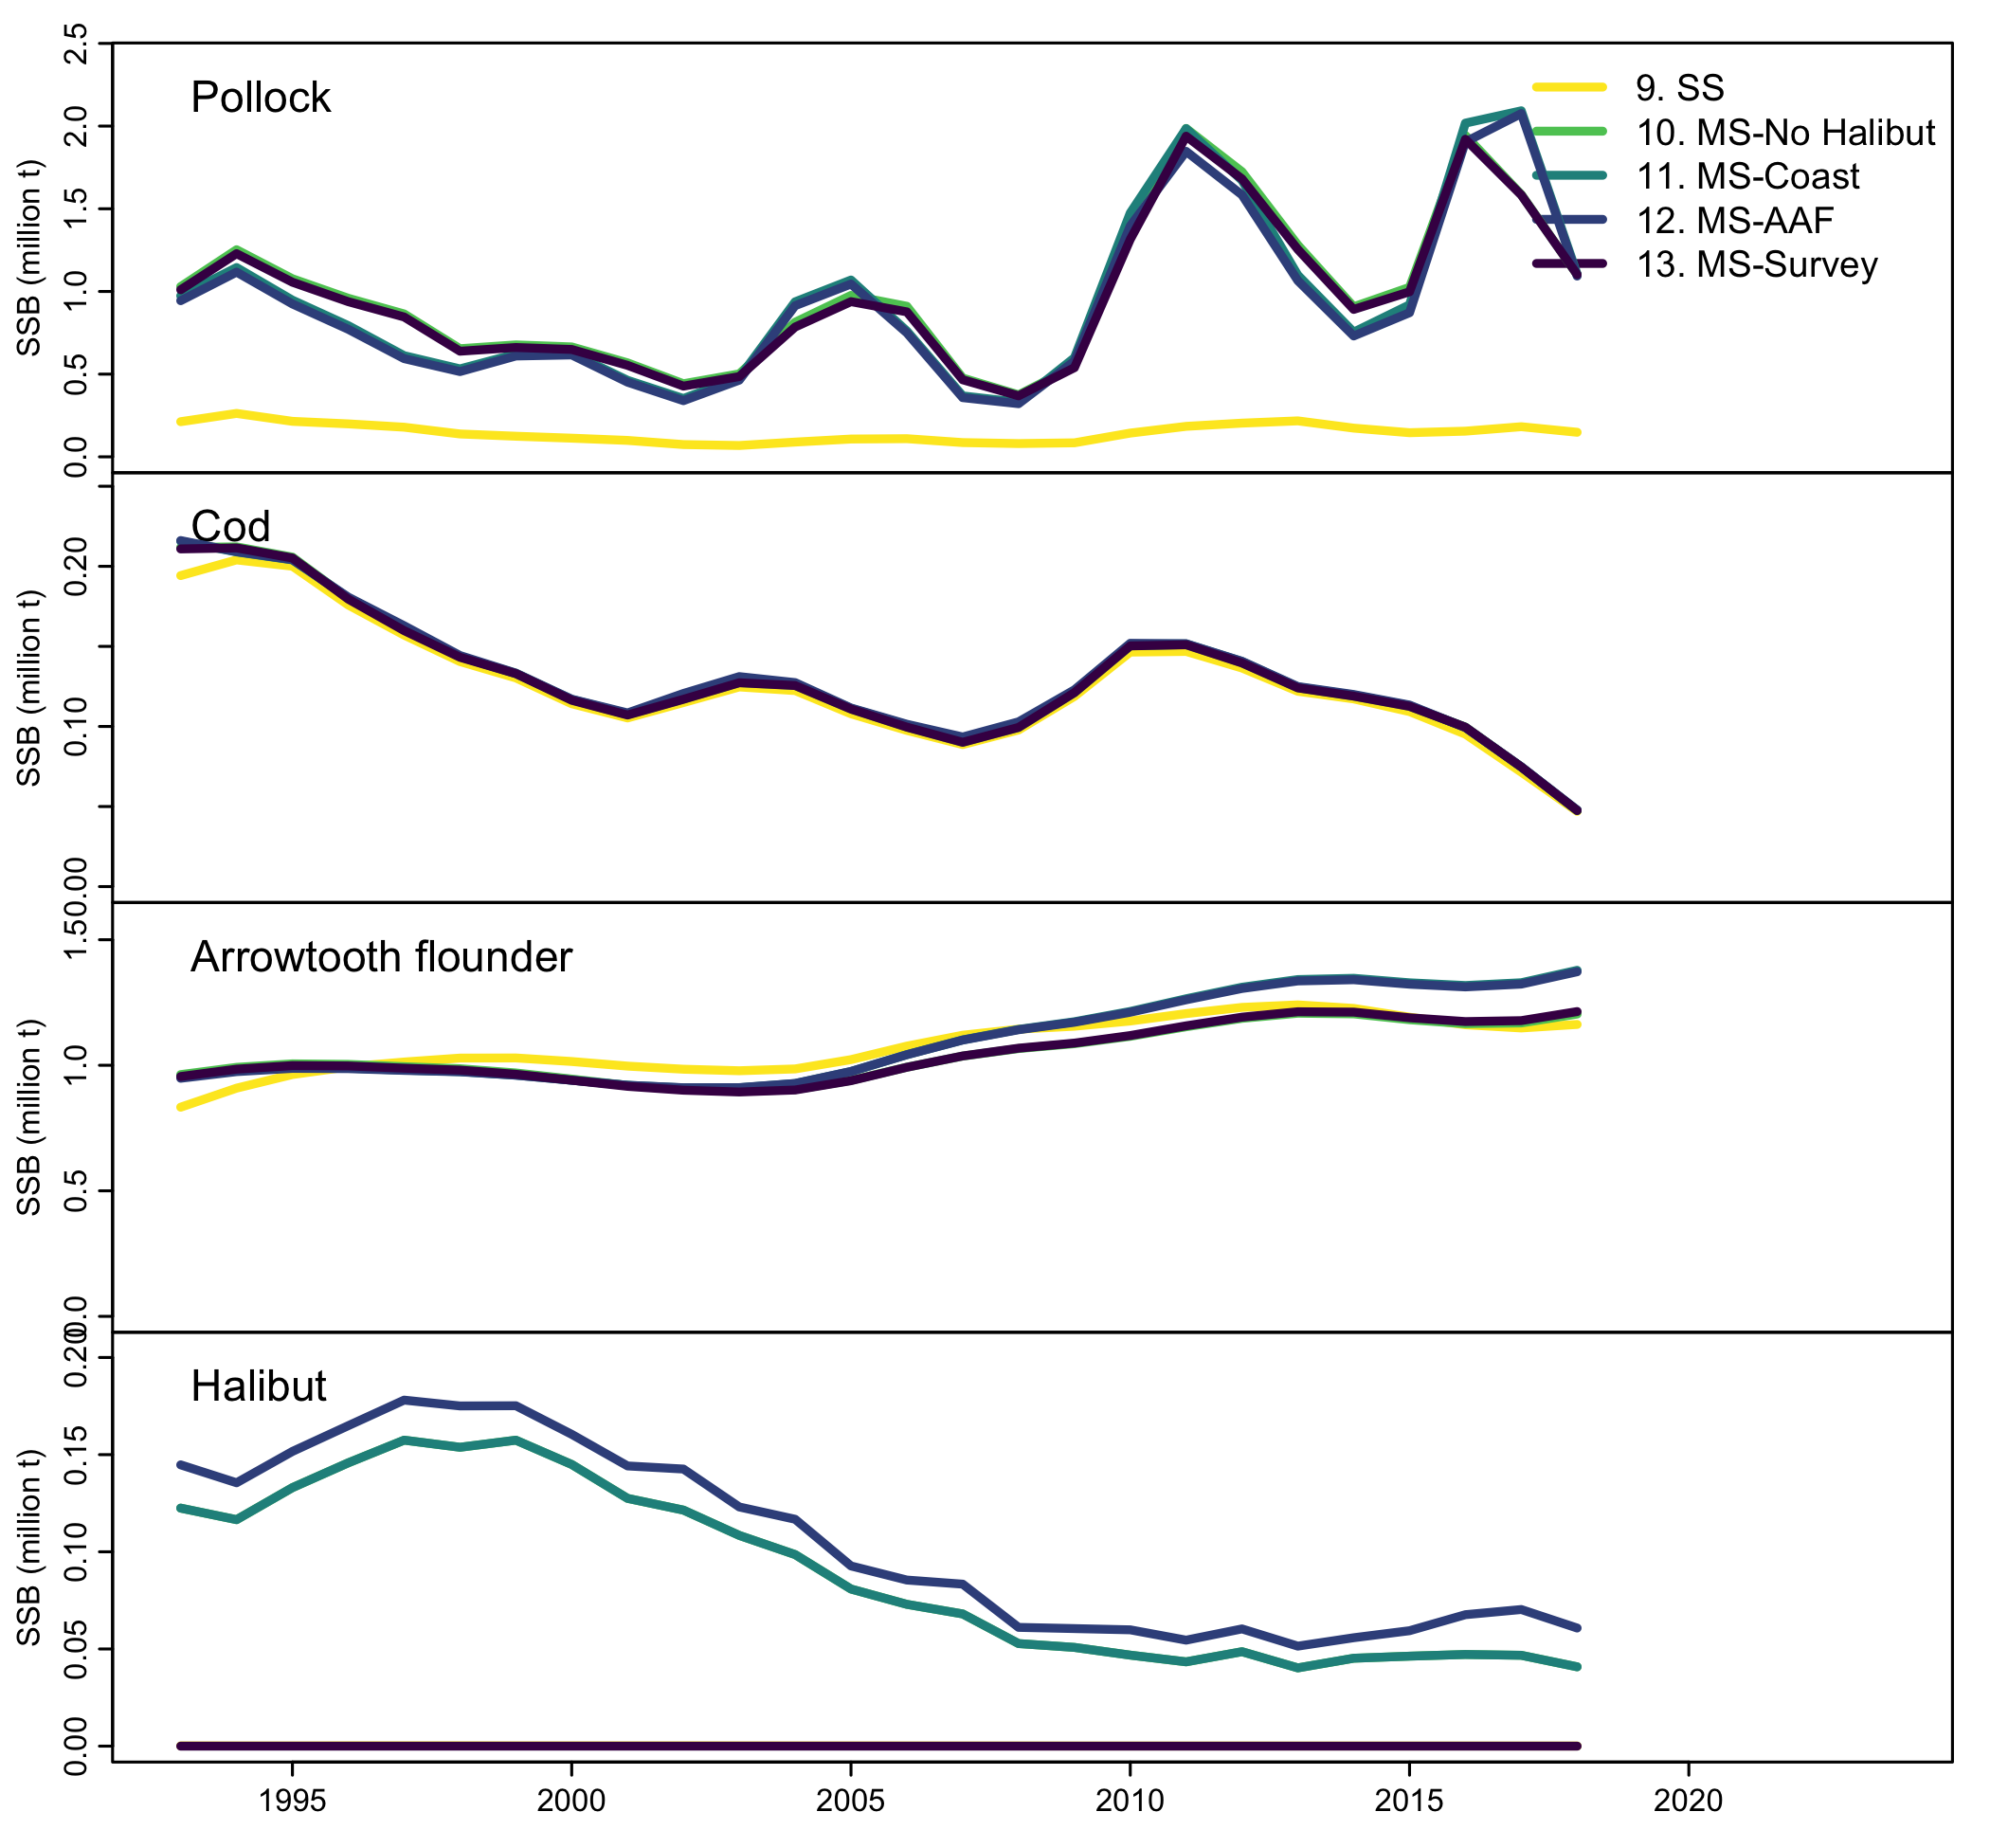 Pollock
9. SS
10. MS-No Halibut
11. MS-Coast
12. MS-AAF
13. MS-Survey
SSB (million t)
0.0 0.5 1.0 1.5 2.0 2.5
Cod
SSB (million t)
0.00 0.10 0.20
Arrowtooth flounder
SSB (million t)
0.0 0.5 1.0 1.5
Halibut
SSB (million t)
0.00 0.05 0.10 0.15 0.20
1995 2000 2005 2010 2015 2020